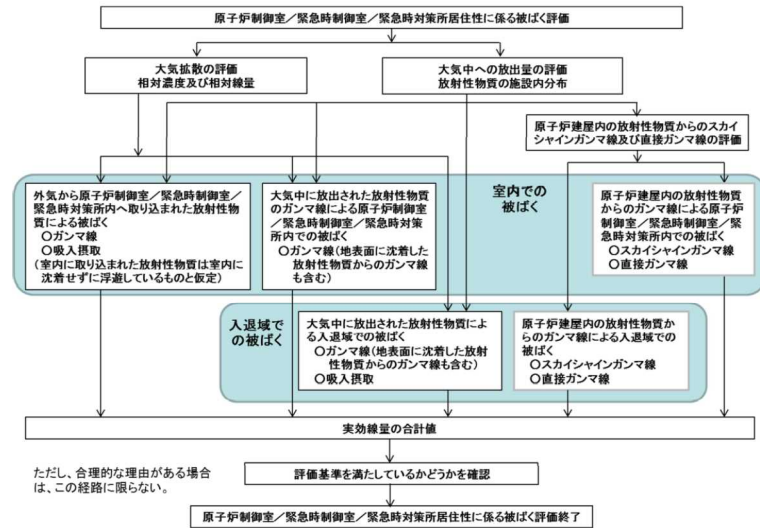 原子炉制御室／緊急時制御室／緊急時対策所居住性に係る被ばく評価
大気拡散の評価
相対濃度及び相対線量
大気中への放出量の評価
放射性物質の施設内分布
原子炉建屋内の放射性物質からのスカイ
シャインガンマ線及び直接ガンマ線の評価
室内での
被ばく
外気から原子炉制御室／緊急時制御室／
緊急時対策所内へ取り込まれた放射性物
質による被ばく
〇ガンマ線
〇吸入摂取
（室内に取り込まれた放射性物質は室内に
沈着せずに浮遊しているものと仮定）
大気中に放出された放射性物質
のガンマ線による原子炉制御室
／緊急時制御室／緊急時対策所
内での被ばく
〇ガンマ線（地表面に沈着した
放射性物質からのガンマ線
も含む）
原子炉建屋内の放射性物質
からのガンマ線による原子炉
制御室／緊急時制御室／緊
急時対策所内での被ばく
〇スカイシャインガンマ線
〇直接ガンマ線
入退域で
の被ばく
大気中に放出された放射性物質によ
る入退域での被ばく
〇ガンマ線（地表面に沈着した放射
性物質からのガンマ線も含む）
〇吸入摂取
原子炉建屋内の放射性物質から
のガンマ線による入退域での被
ばく
〇スカイシャインガンマ線
〇直接ガンマ線
実効線量の合計値
ただし、合理的な理由がある場合
は、この経路に限らない。
評価基準を満たしているかどうかを確認
原子炉制御室／緊急時制御室／緊急時対策所居住性に係る被ばく評価終了